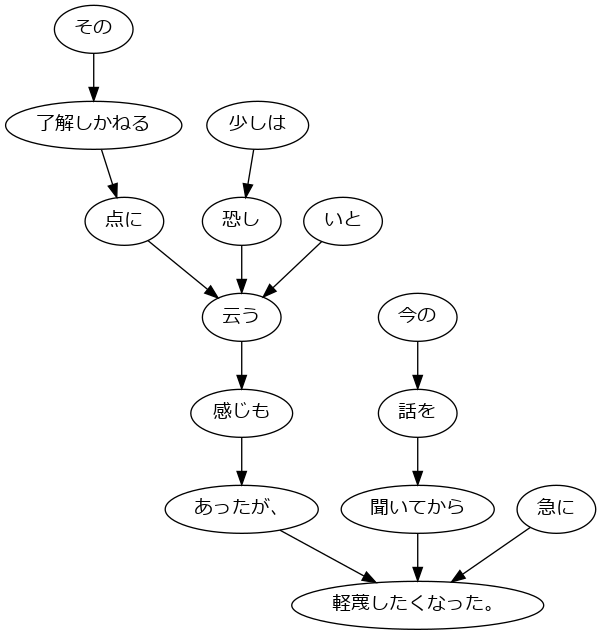 その
了解しかねる
少しは
点に
恐し
いと
云う
今の
感じも
話を
あったが、
聞いてから
急に
軽蔑したくなった。